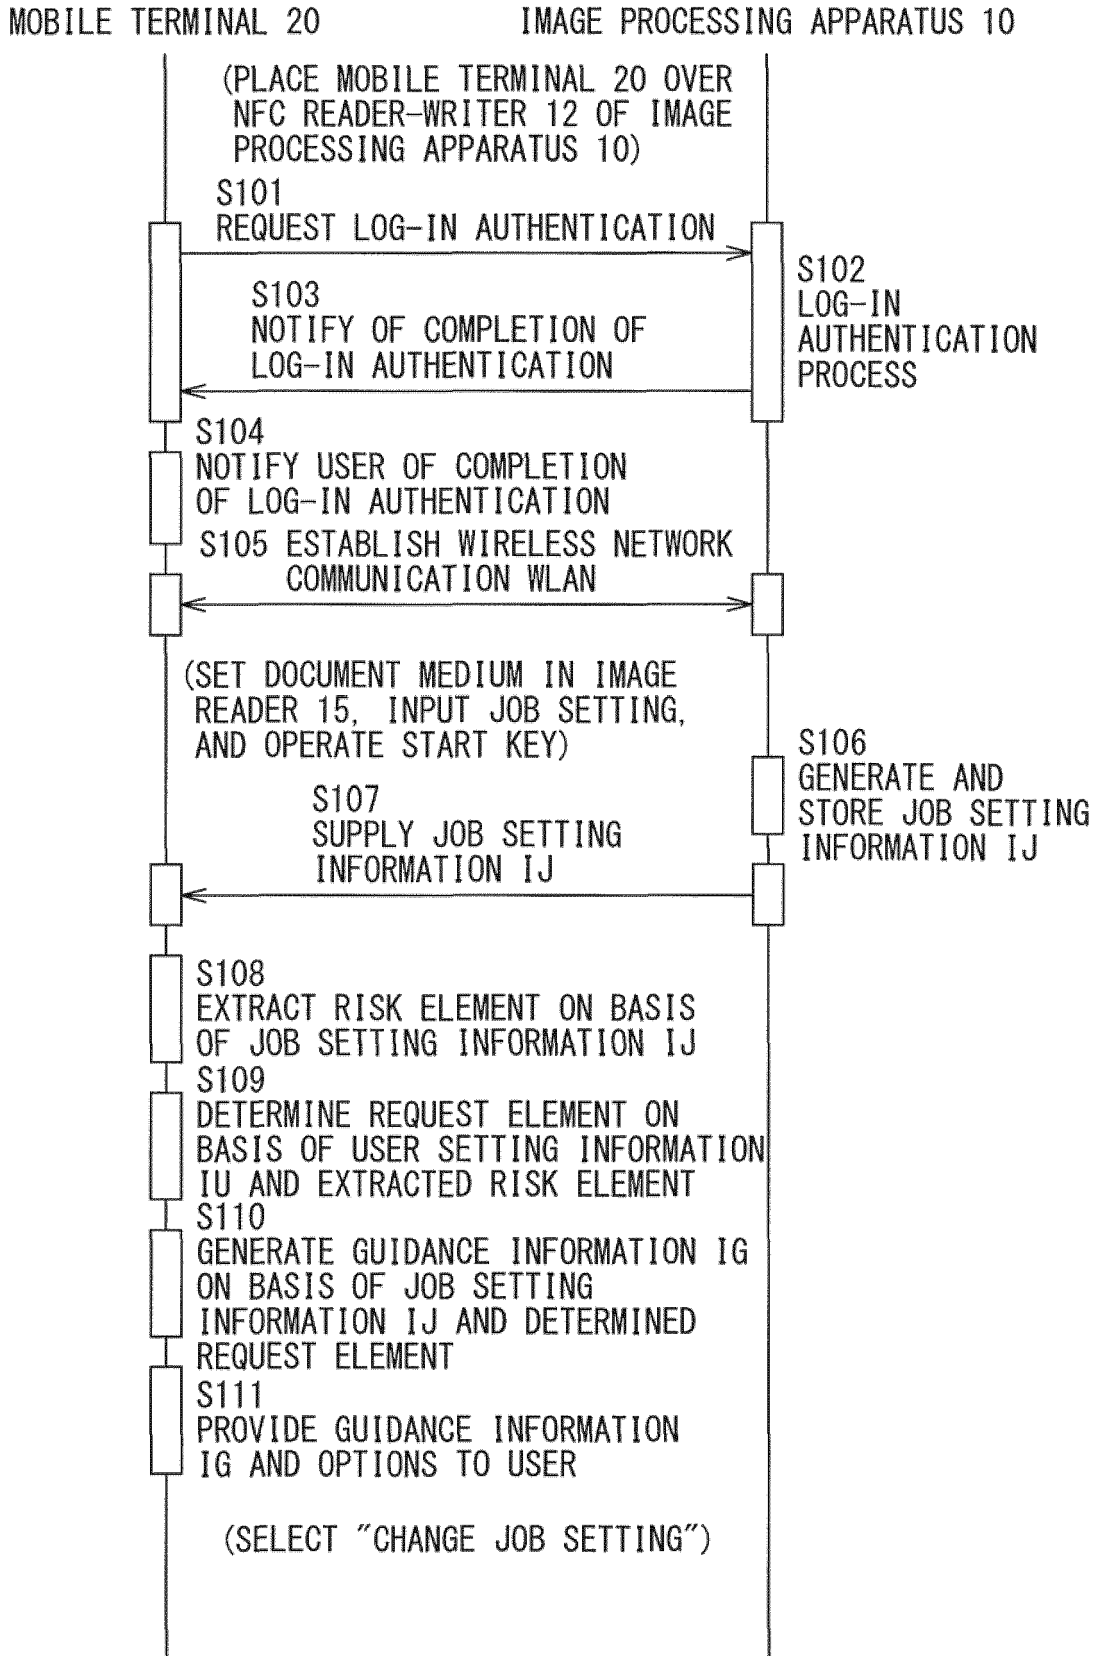 MOBILE TERMINAL 20
IMAGE PROCESSING APPARATUS 10
(PLACE MOBILE TERMINAL 20 OVER
NFC READER-WRITER 12 OF IMAGE
PROCESSING APPARATUS 10)
S101
REQUEST LOG-IN AUTHENTICATION
S102
LOG-IN
AUTHENTICATION
PROCESS
S103
NOTIFY OF COMPLETION OF
LOG-IN AUTHENTICATION
S104
NOTIFY USER OF COMPLETION
OF LOG-IN AUTHENTICATION
S105 ESTABLISH WIRELESS NETWORK
COMMUNICATION WLAN
(SET DOCUMENT MEDIUM IN IMAGE
READER 15, INPUT JOB SETTING,
AND OPERATE START KEY)
S106
GENERATE AND
STORE JOB SETTING
INFORMATION IJ
S107
SUPPLY JOB SETTING
INFORMATION IJ
S108
EXTRACT RISK ELEMENT ON BASIS
OF JOB SETTING INFORMATION IJ
S109
DETERMINE REQUEST ELEMENT ON
BASIS OF USER SETTING INFORMATION
IU AND EXTRACTED RISK ELEMENT
S110
GENERATE GUIDANCE INFORMATION IG
ON BASIS OF JOB SETTING
INFORMATION IJ AND DETERMINED
REQUEST ELEMENT
S111
PROVIDE GUIDANCE INFORMATION
IG AND OPTIONS TO USER
(SELECT "CHANGE JOB SETTING")